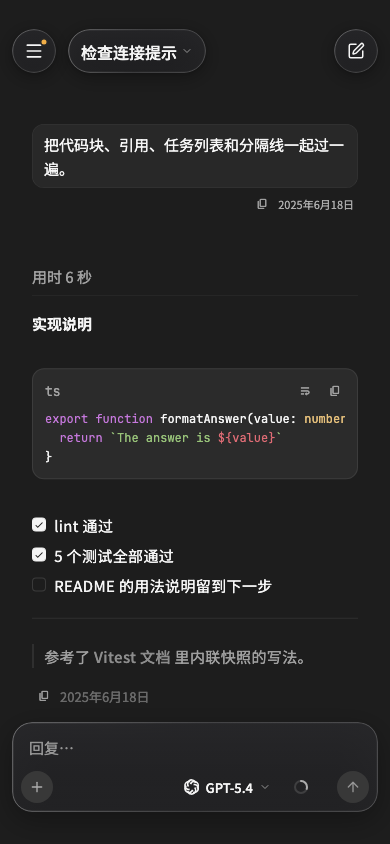 检查连接提示
把代码块、引用、任务列表和分隔线一起过一
遍。
2025年6月18日
用时 6 秒
实现说明
ts
export function formatAnswer(value: number
return `The answer is ${value}`
}
lint 通过
5 个测试全部通过
README 的用法说明留到下一步
参考了 Vitest 文档 里内联快照的写法。
2025年6月18日
回复…
GPT-5.4